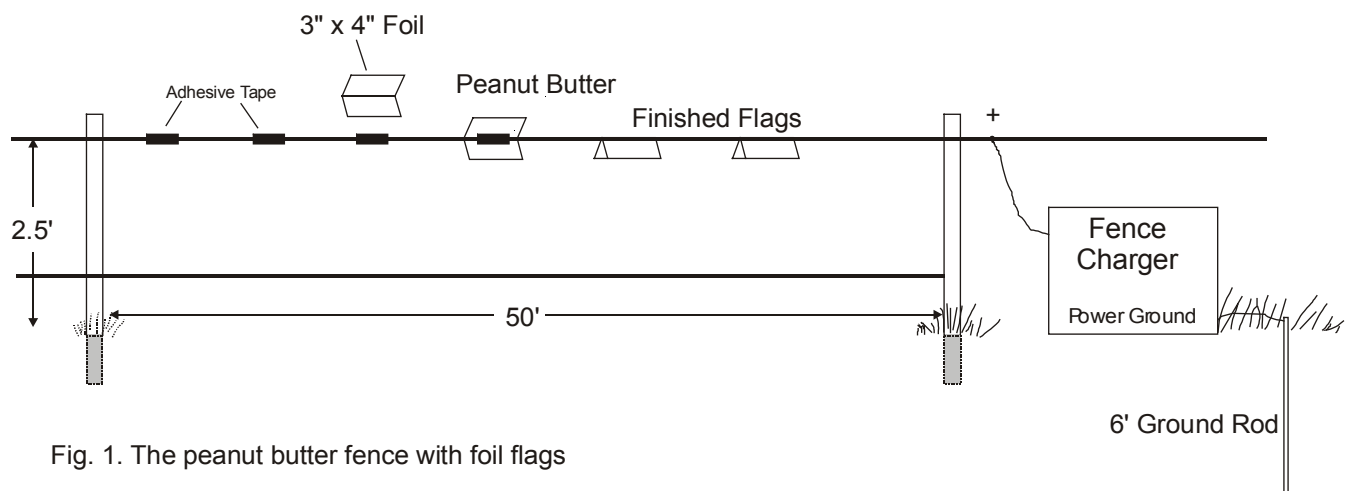 3" x 4" Foil
Adhesive Tape
Peanut Butter
Finished Flags
+
2.5'
Fence
Charger
Power Ground
50'
6' Ground Rod
Fig. 1. The peanut butter fence with foil flags